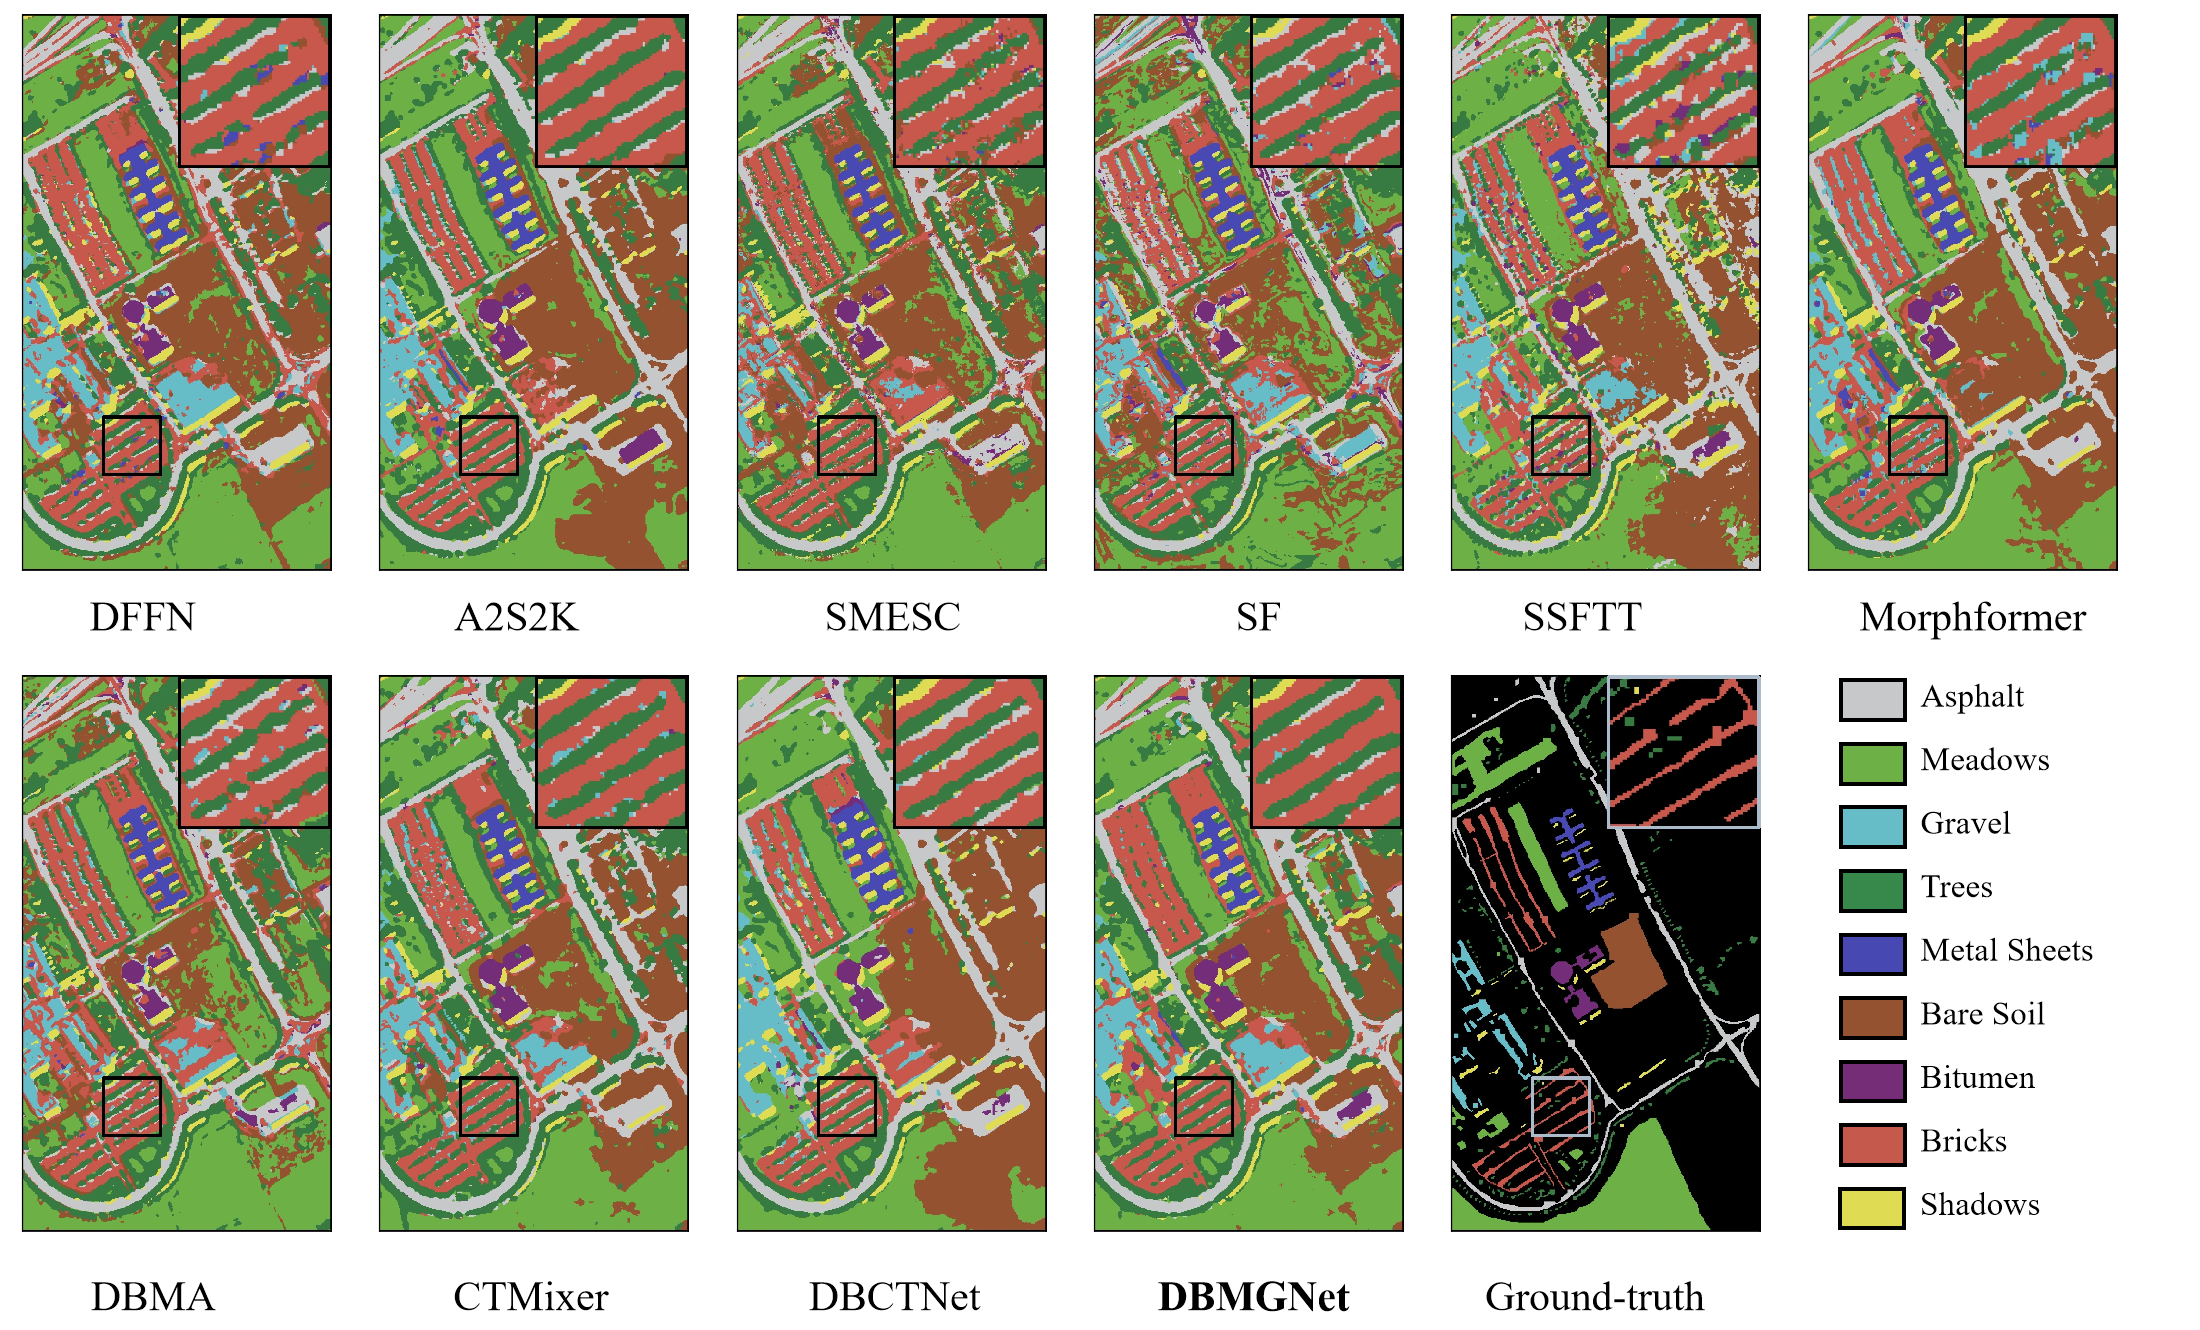 DFFN
A2S2K
SMESC
SF
SSFTT
Morphformer
Asphalt
Meadows
Gravel
Trees
Metal Sheets
Bare Soil
Bitumen
Bricks
Shadows
DBMA
CTMixer
DBCTNet
DBMGNet
Ground-truth